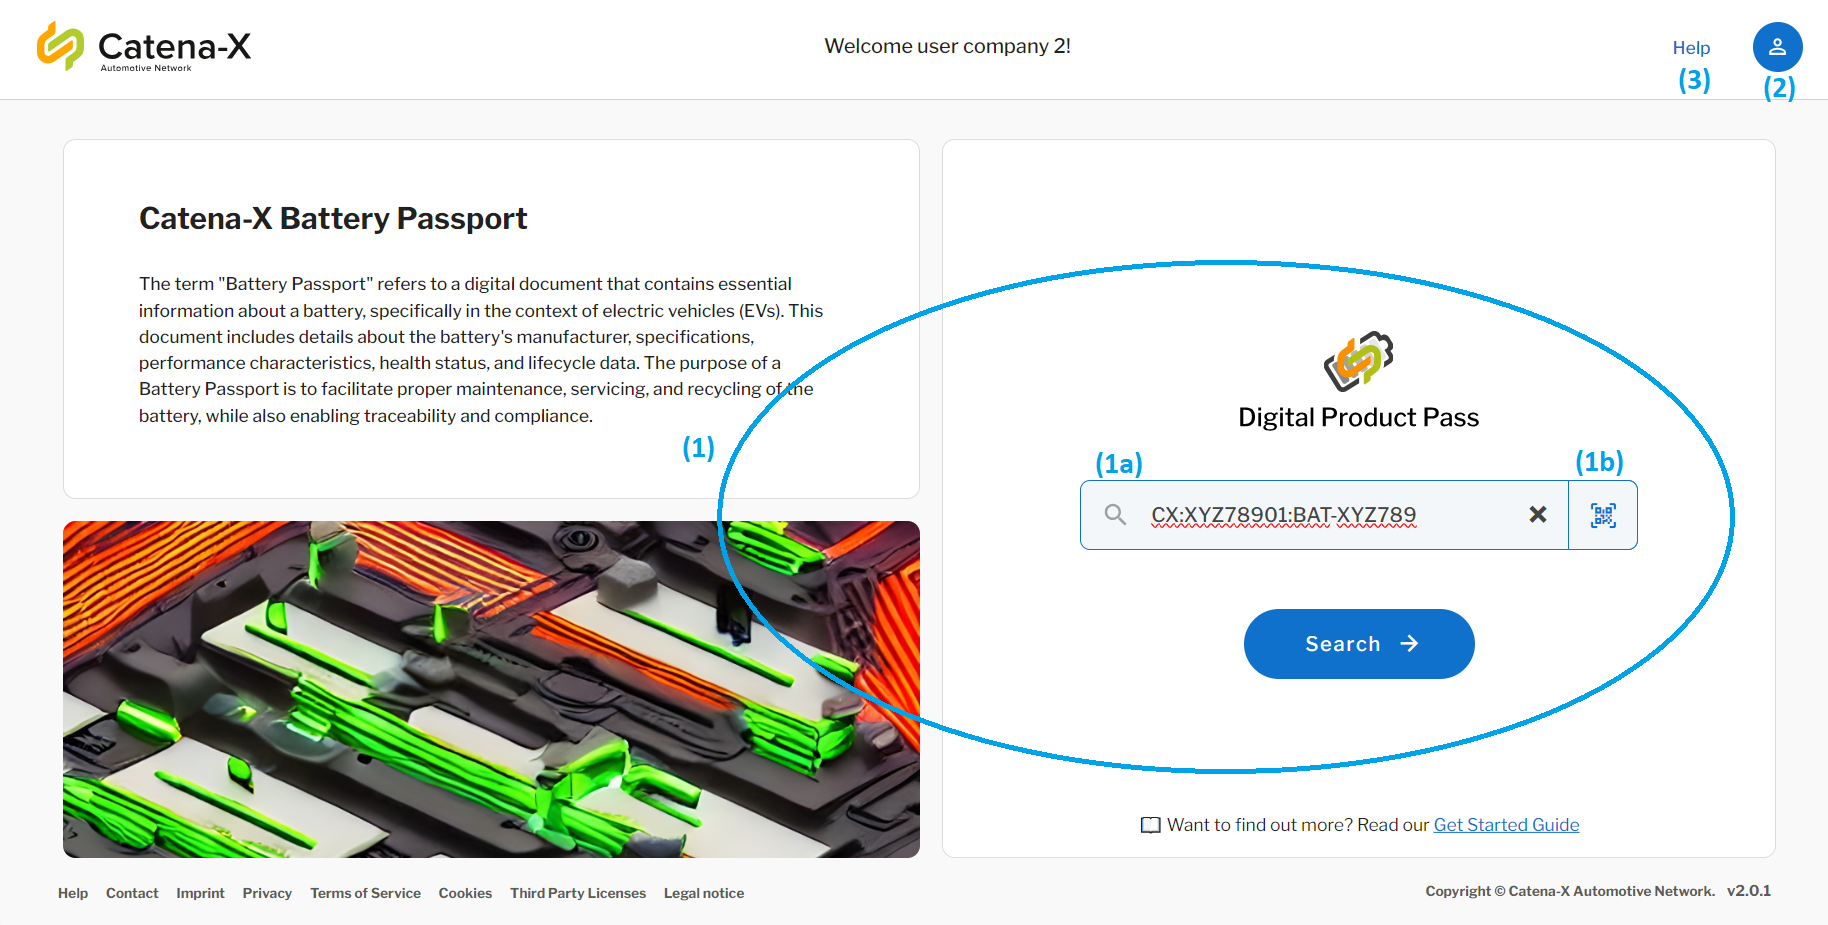 Catena-X
Automotive Network
Welcome user company 2!
Help
(3)
(2)
Catena-X Battery Passport
The term "Battery Passport" refers to a digital document that contains essential
information about a battery, specifically in the context of electric vehicles (EVs). This
document includes details about the battery's manufacturer, specifications,
performance characteristics, health status, and lifecycle data. The purpose of a
Battery Passport is to facilitate proper maintenance, servicing, and recycling of the
battery, while also enabling traceability and compliance.
(1)
Digital Product Pass
(1a)
(1b)
CX:XYZ78901:BAT-XYZ789
Search
Want to find out more? Read our Get Started Guide
Help Contact Imprint Privacy Terms of Service Cookies Third Party Licenses Legal notice
Copyright © Catena-X Automotive Network. v2.0.1